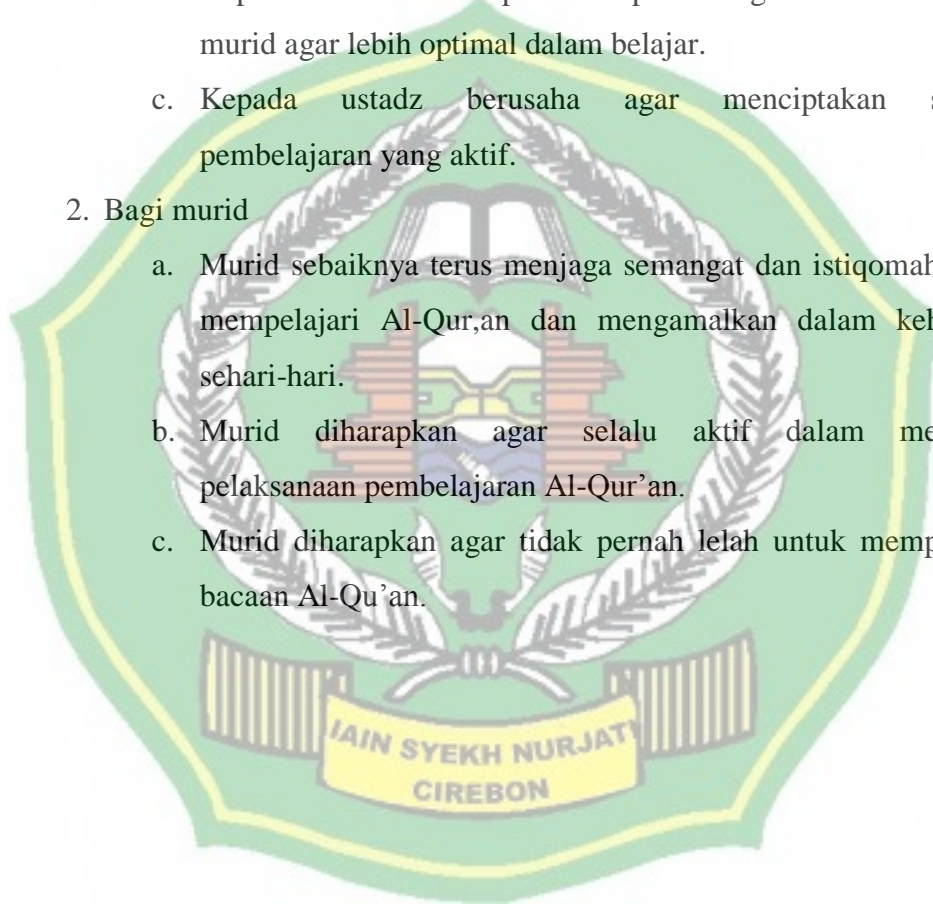 murid agar lebih optimal dalam belajar.
c. Kepada ustadz berusaha agar menciptakan
pembelajaran yang aktif.
2. Bagi murid
a. Murid sebaiknya terus menjaga semangat dan istiqomah
mempelajari Al-Qur,an dan mengamalkan dalam
sehari-hari.
b. Murid diharapkan agar selalu aktif dalam
pelaksanaan pembelajaran Al-Qur’an.
c. Murid diharapkan agar tidak pernah lelah untuk
bacaan Al-Qu’an.
IAIN SYEKH NURJATI
CIREBON